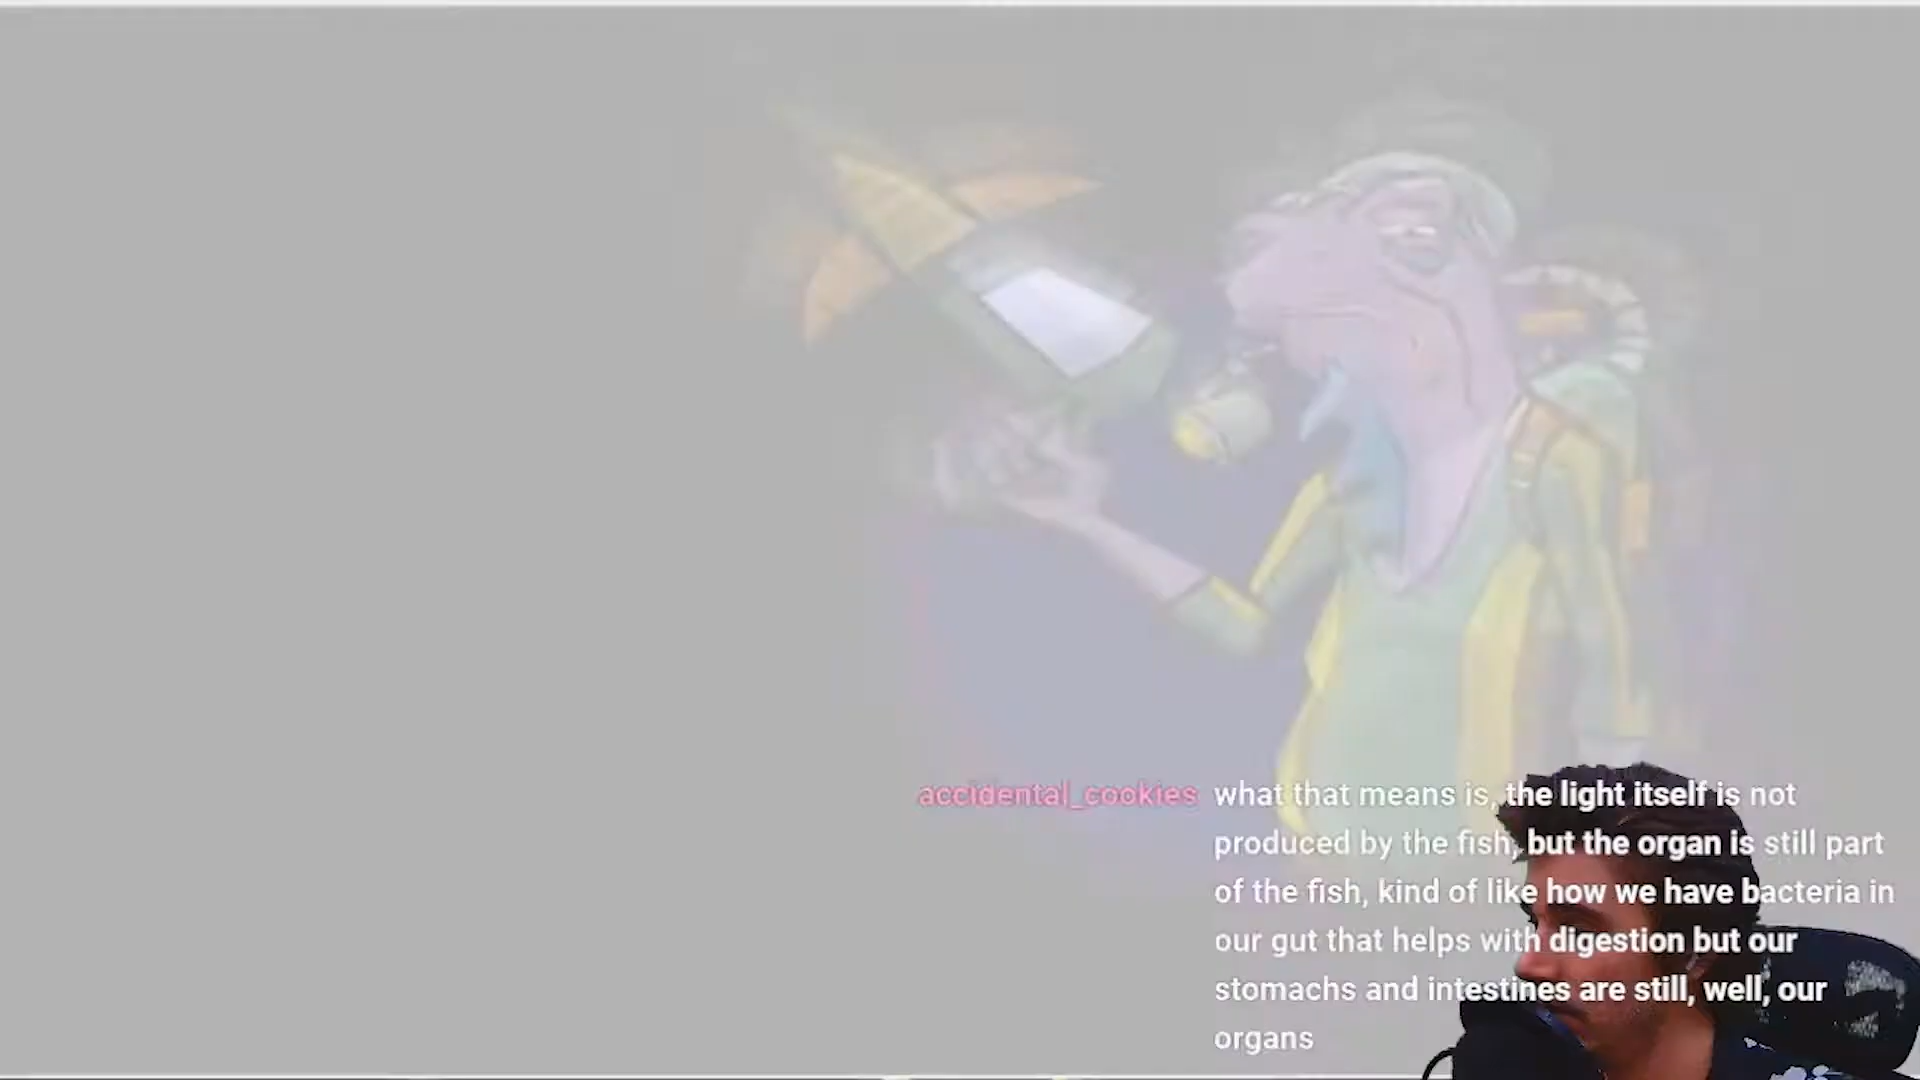 accidental_cookies what that means is, the light itself is not
produced by the fish, but the organ is still part
of the fish, kind of like how we have bacteria in
our gut that helps with digestion but our
stomachs and intestines are still, well, our
organs